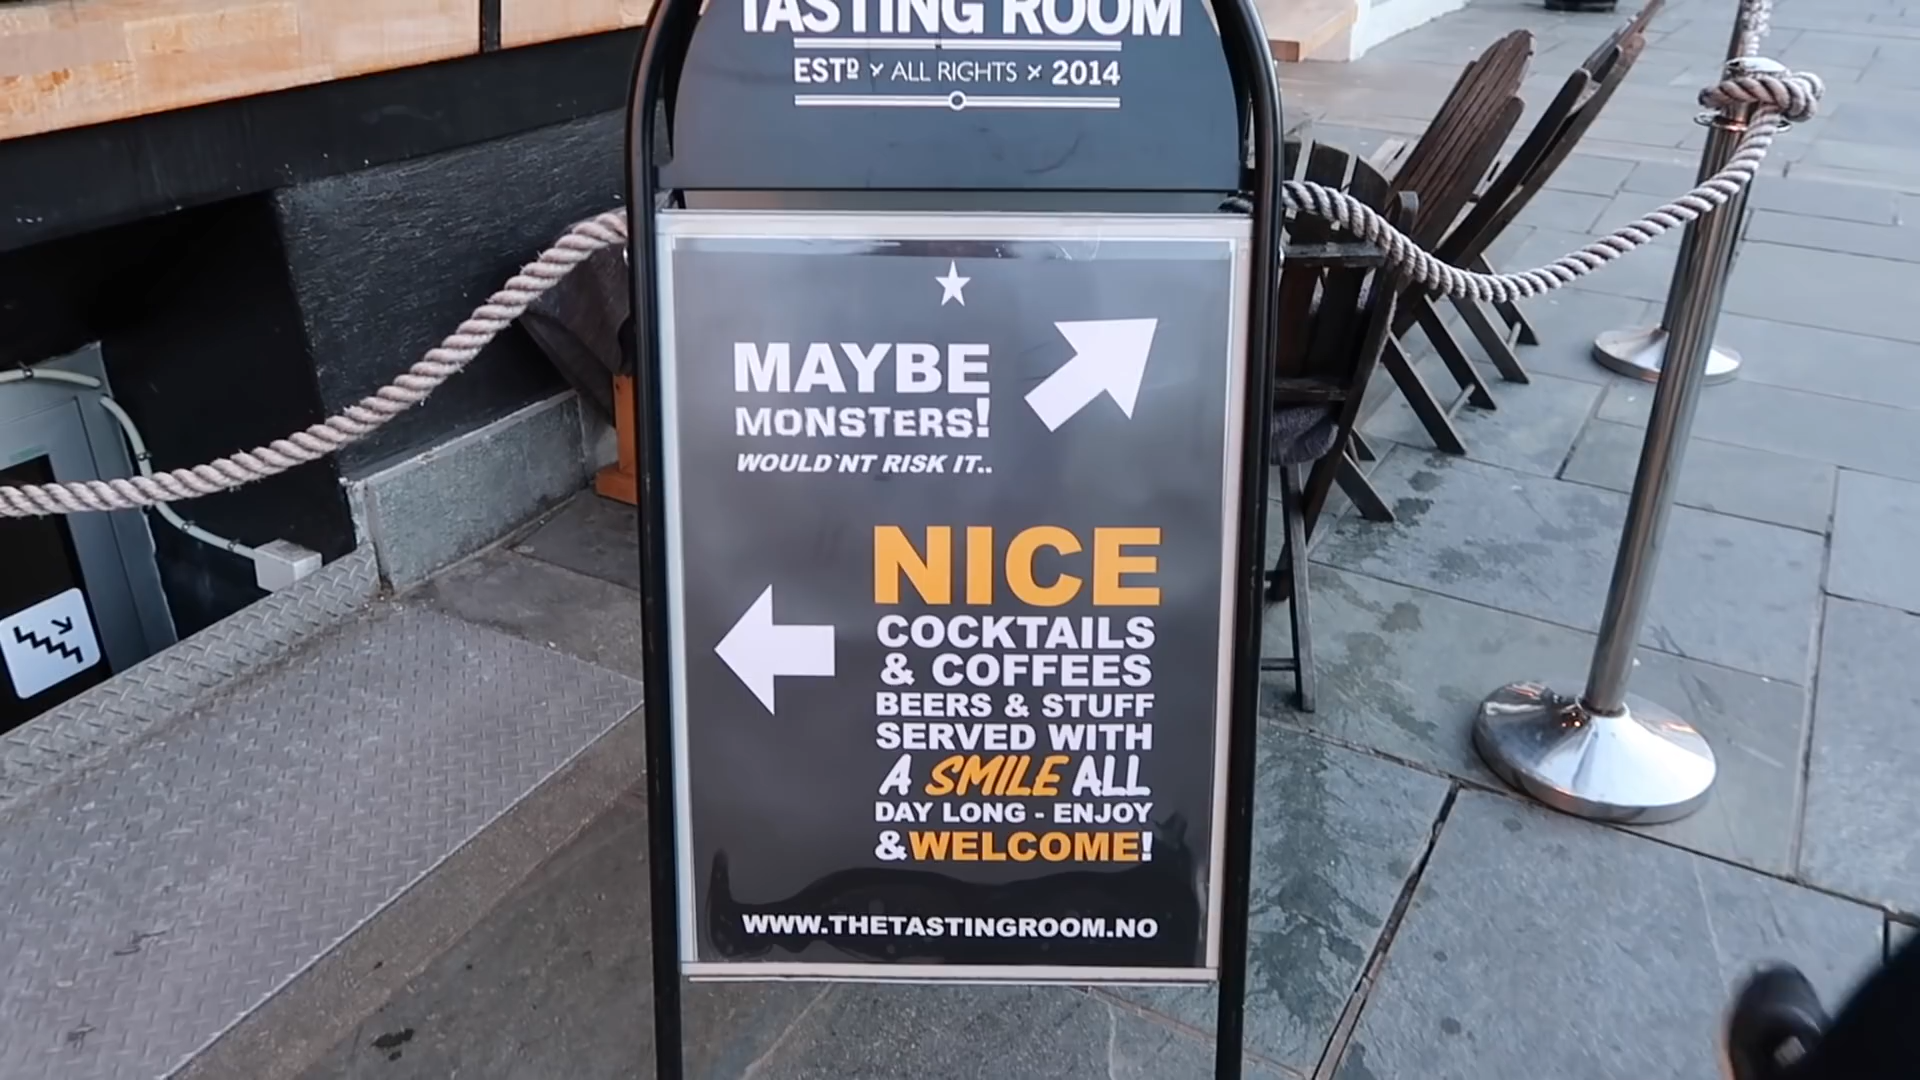 TASTING ROOM
ESTD × ALL RIGHTS × 2014
MAYBE
MONSTERS!
WOULD`NT RISK IT..
NICE
COCKTAILS
& COFFEES
BEERS & STUFF
SERVED WITH
A SMILE ALL
DAY LONG - ENJOY
&WELCOME!
WWW.THETASTINGROOM.NO